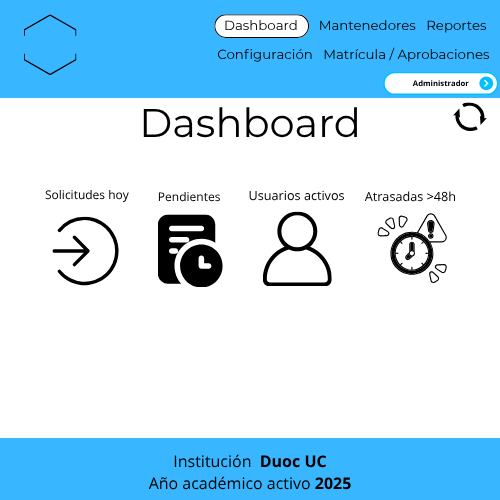 Dashboard Mantenedores Reportes
Configuración Matrícula / Aprobaciones
Administrador
Dashboard
Solicitudes hoy Pendientes Usuarios activos Atrasadas >48h
Institución Duoc UC
Año académico activo 2025